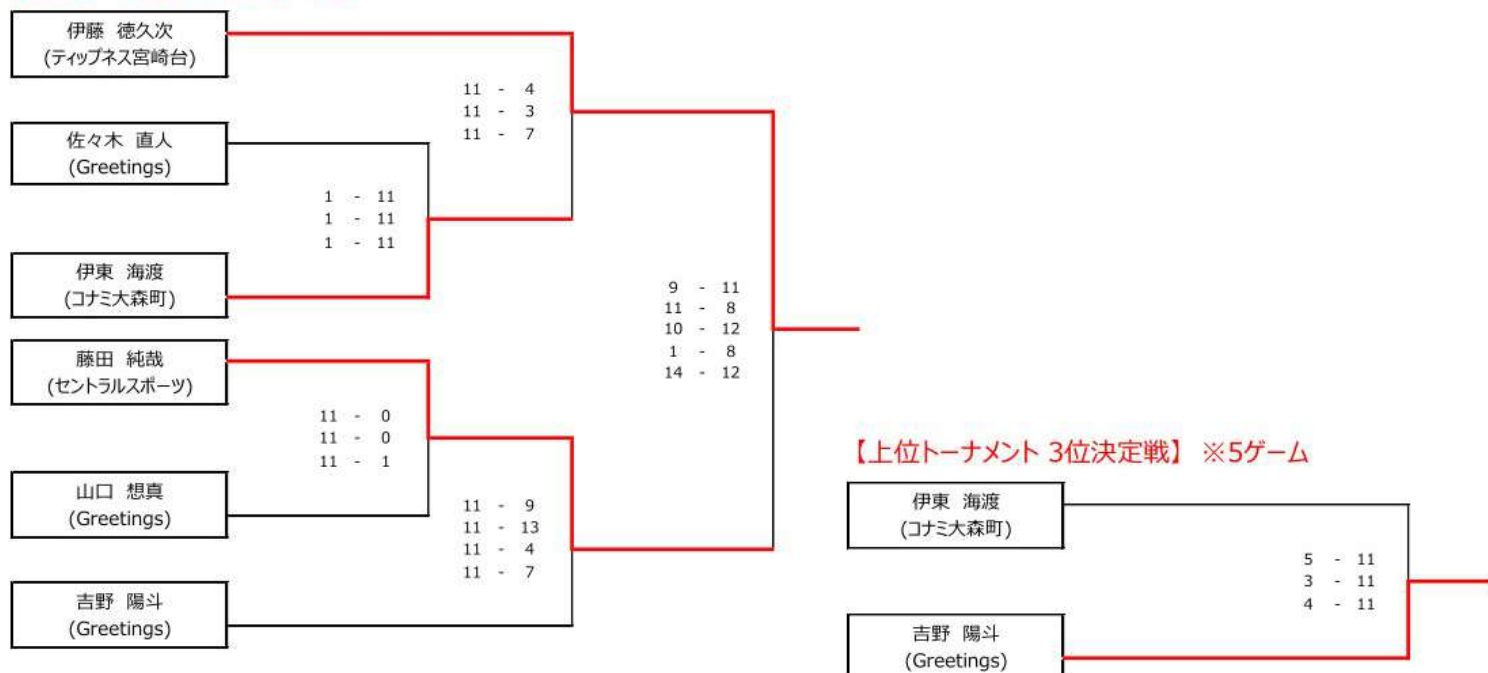 伊藤 徳久次
(ティップネス宮崎台)
11 - 4
11 - 3
11 - 7
佐々木 直人
(Greetings)
1 - 11
1 - 11
1 - 11
伊東 海渡
(コナミ大森町)
9 - 11
11 - 8
10 - 12
1 - 8
14 - 12
藤田 純哉
(セントラルスポーツ)
11 - 0
11 - 0
11 - 1
山口 想真
(Greetings)
11 - 9
11 - 13
11 - 4
11 - 7
吉野 陽斗
(Greetings)
【上位トーナメント 3位決定戦】 ※5ゲーム
伊東 海渡
(コナミ大森町)
5 - 11
3 - 11
4 - 11
吉野 陽斗
(Greetings)